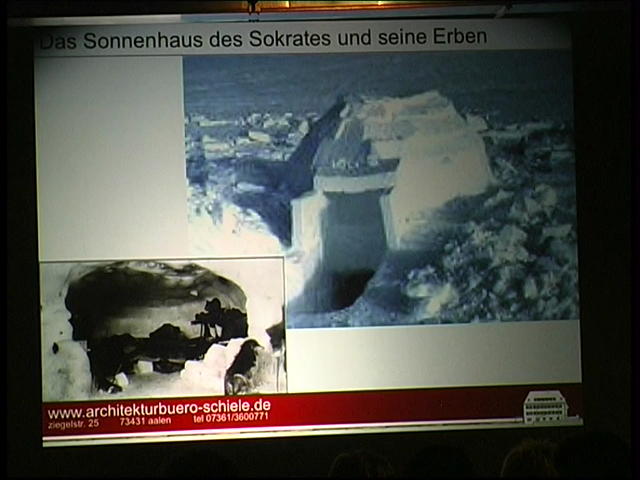 Das Sonnenhaus des Sokrates und seine Erben
www.architekturbuero-schiele.de
ziegelstr. 25 73431 aalen tel 07361/3600771